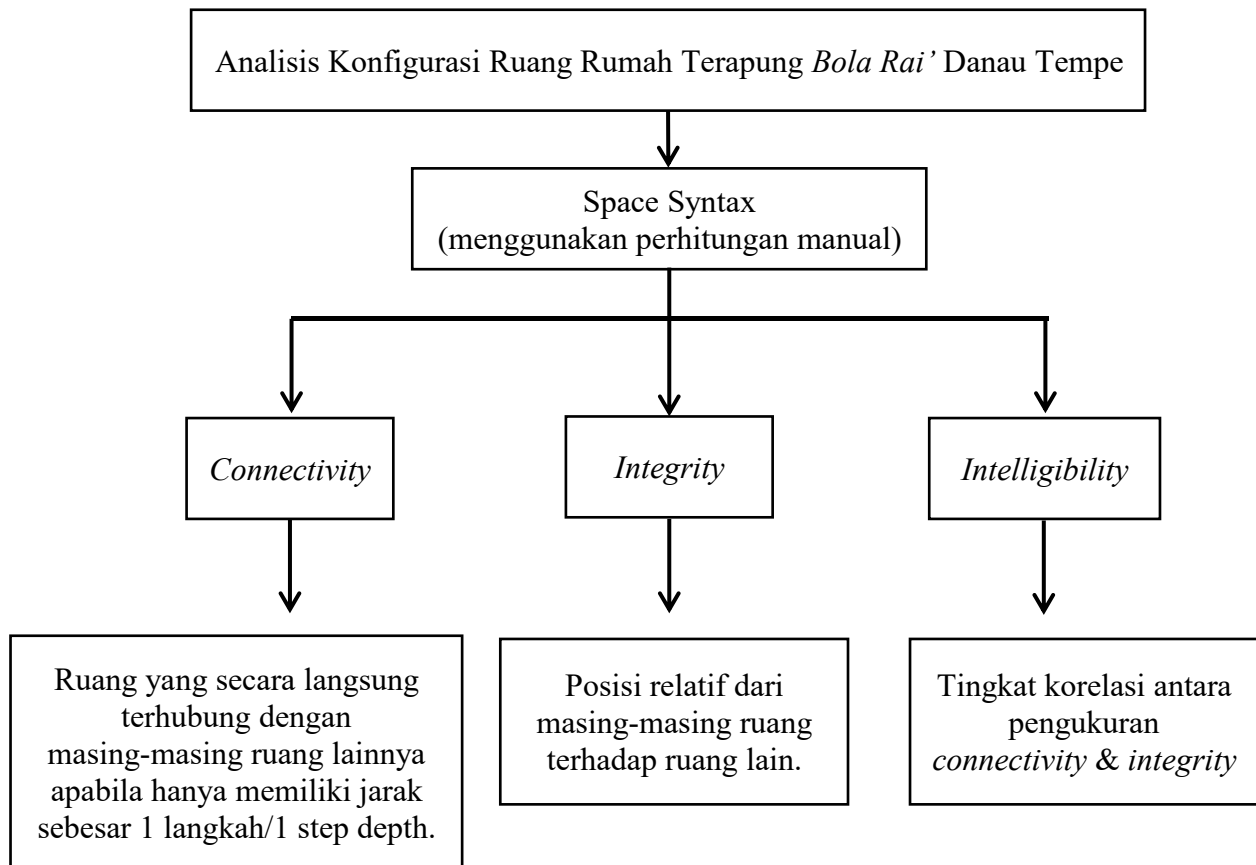 Analisis Konfigurasi Ruang Rumah Terapung Bola Rai’ Danau Tempe
Space Syntax
(menggunakan perhitungan manual)
Connectivity
Integrity
Intelligibility
Ruang yang secara langsung
terhubung dengan
masing-masing ruang lainnya
apabila hanya memiliki jarak
sebesar 1 langkah/1 step depth.
Posisi relatif dari
masing-masing ruang
terhadap ruang lain.
Tingkat korelasi antara
pengukuran
connectivity & integrity